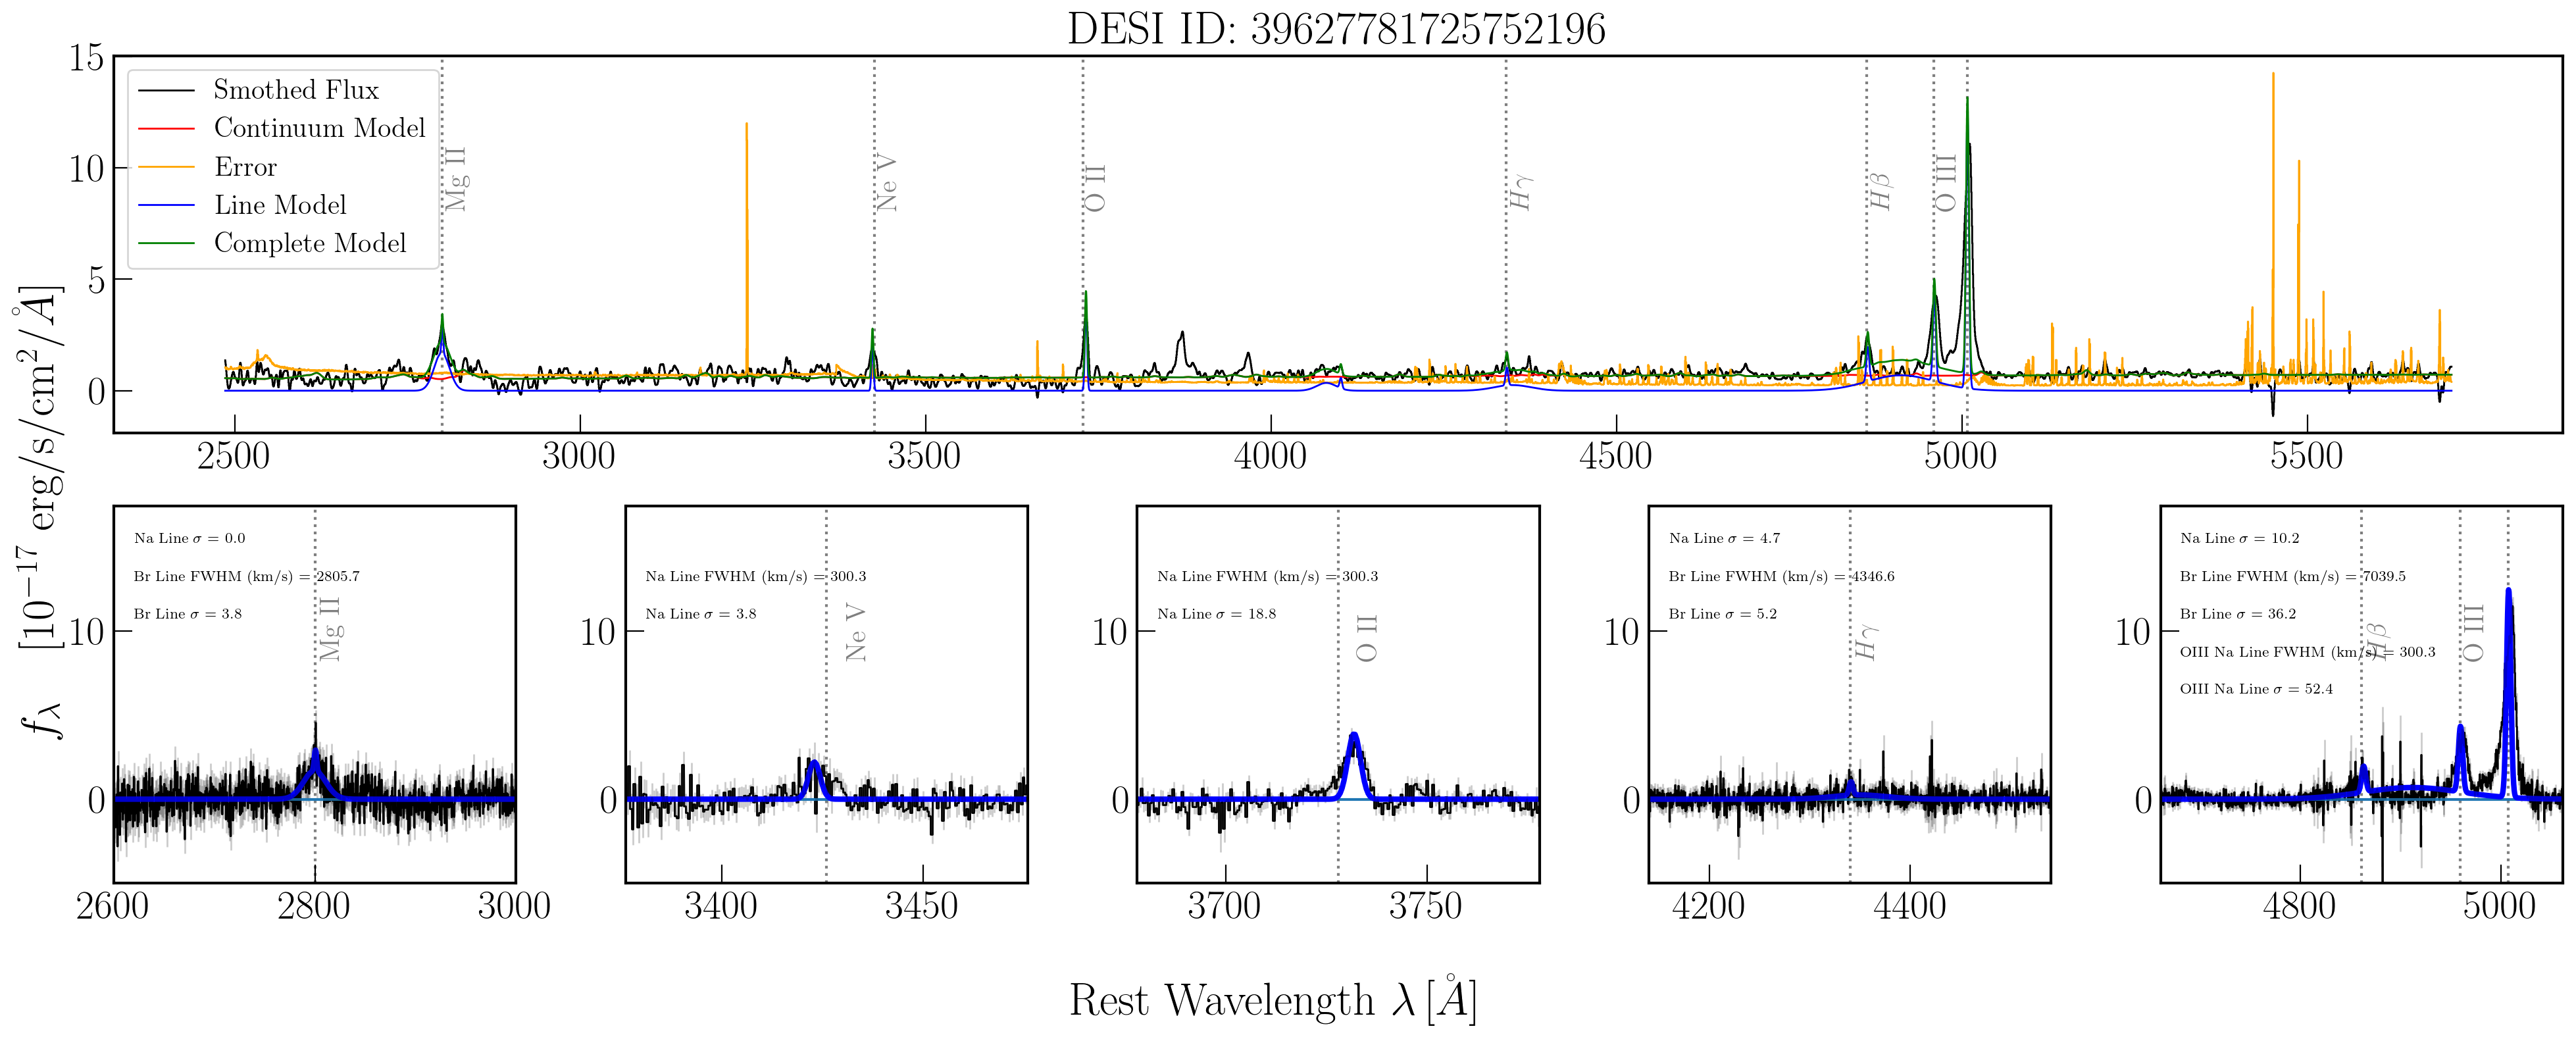 DESI ID: 39627781725752196
15
10
5
0
Smothed Flux
Continuum Model
Error
Line Model
Complete Model
Mg II
Ne V
O II
Hγ
Hβ
O III
2500 3000 3500 4000 4500 5000 5500
fλ [10−17 erg/s/cm2/Å]
Na Line σ = 0.0
Br Line FWHM (km/s) = 2805.7
Br Line σ = 3.8
Mg II
10
0
2600 2800 3000
Na Line FWHM (km/s) = 300.3
Na Line σ = 3.8
Ne V
10
0
3400 3450
Na Line FWHM (km/s) = 300.3
Na Line σ = 18.8
O II
10
0
3700 3750
Na Line σ = 4.7
Br Line FWHM (km/s) = 4346.6
Br Line σ = 5.2
Hγ
10
0
4200 4400
Na Line σ = 10.2
Br Line FWHM (km/s) = 7039.5
Br Line σ = 36.2
OIII Na Line FWHM (km/s) = 300.3
OIII Na Line σ = 52.4
Hβ
O III
10
0
4800 5000
Rest Wavelength λ [Å]